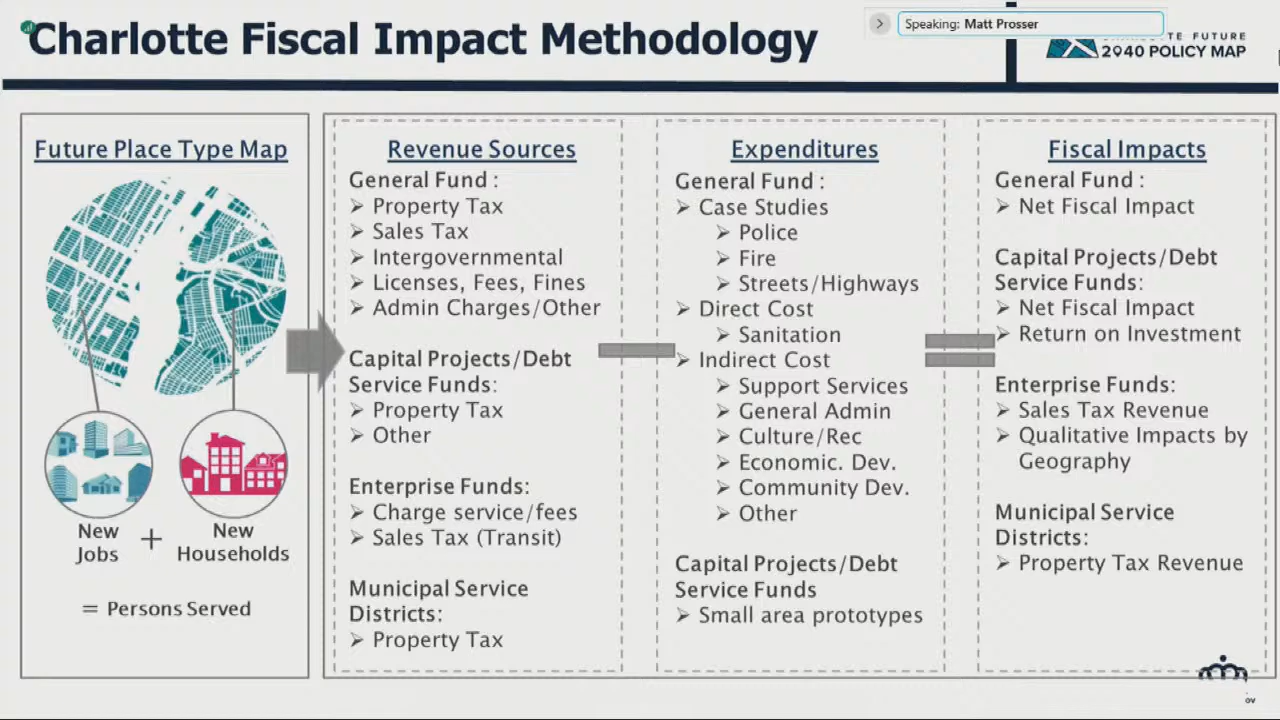 Charlotte Fiscal Impact Methodology
Speaking: Matt Prosser
FUTURE
2040 POLICY MAP
Future Place Type Map
New Jobs
+
New Households
= Persons Served
Revenue Sources
General Fund :
➢ Property Tax
➢ Sales Tax
➢ Intergovernmental
➢ Licenses, Fees, Fines
➢ Admin Charges/Other
Capital Projects/Debt
Service Funds:
➢ Property Tax
➢ Other
Enterprise Funds:
➢ Charge service/fees
➢ Sales Tax (Transit)
Municipal Service
Districts:
➢ Property Tax
Expenditures
General Fund :
➢ Case Studies
➢ Police
➢ Fire
➢ Streets/Highways
➢ Direct Cost
➢ Sanitation
➢ Indirect Cost
➢ Support Services
➢ General Admin
➢ Culture/Rec
➢ Economic. Dev.
➢ Community Dev.
➢ Other
Capital Projects/Debt
Service Funds
➢ Small area prototypes
Fiscal Impacts
General Fund :
➢ Net Fiscal Impact
Capital Projects/Debt
Service Funds:
➢ Net Fiscal Impact
➢ Return on Investment
Enterprise Funds:
➢ Sales Tax Revenue
➢ Qualitative Impacts by
Geography
Municipal Service
Districts:
➢ Property Tax Revenue